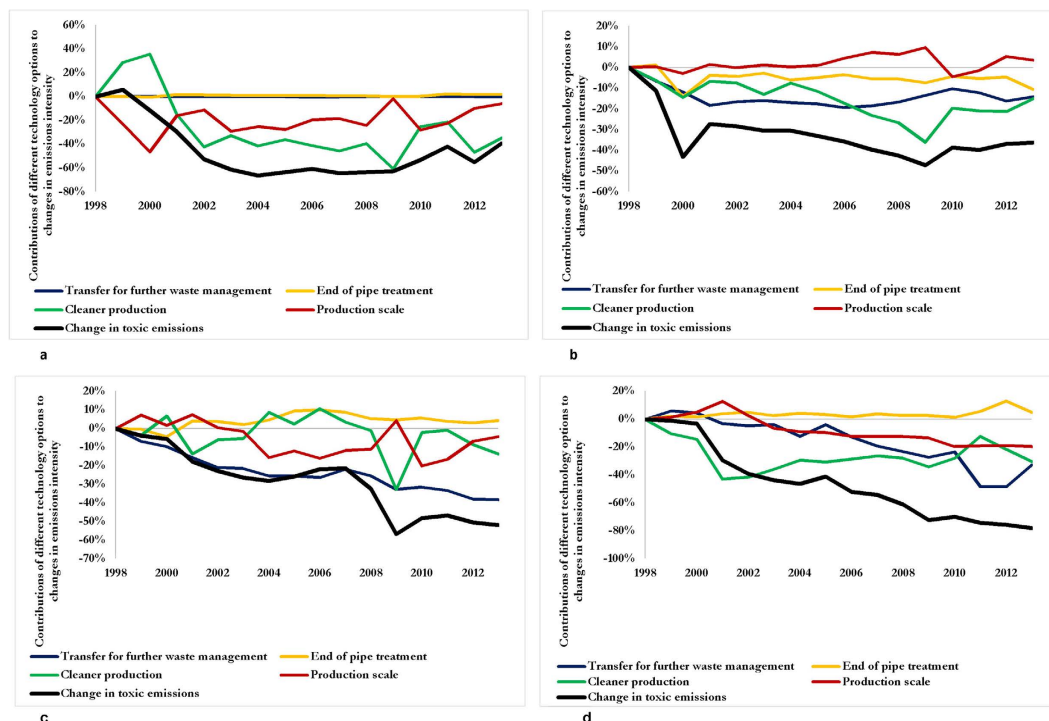 Contributions of different technology options to
changes in emissions intensity
60%
40%
20%
0%
-20%
-40%
-60%
-80%
1998 2000 2002 2004 2006 2008 2010 2012
Transfer for further waste management End of pipe treatment
Cleaner production Production scale
Change in toxic emissions
a
Contributions of different technology options to
changes in emissions intensity
20%
10%
0%
-10%
-20%
-30%
-40%
-50%
-60%
1998 2000 2002 2004 2006 2008 2010 2012
Transfer for further waste management End of pipe treatment
Cleaner production Production scale
Change in toxic emissions
b
Contributions of different technology options to
changes in emissions intensity
20%
10%
0%
-10%
-20%
-30%
-40%
-50%
-60%
-70%
1998 2000 2002 2004 2006 2008 2010 2012
Transfer for further waste management End of pipe treatment
Cleaner production Production scale
Change in toxic emissions
c
Contributions of different technology options to
changes in emissions intensity
20%
0%
-20%
-40%
-60%
-80%
-100%
1998 2000 2002 2004 2006 2008 2010 2012
Transfer for further waste management End of pipe treatment
Cleaner production Production scale
Change in toxic emissions
d